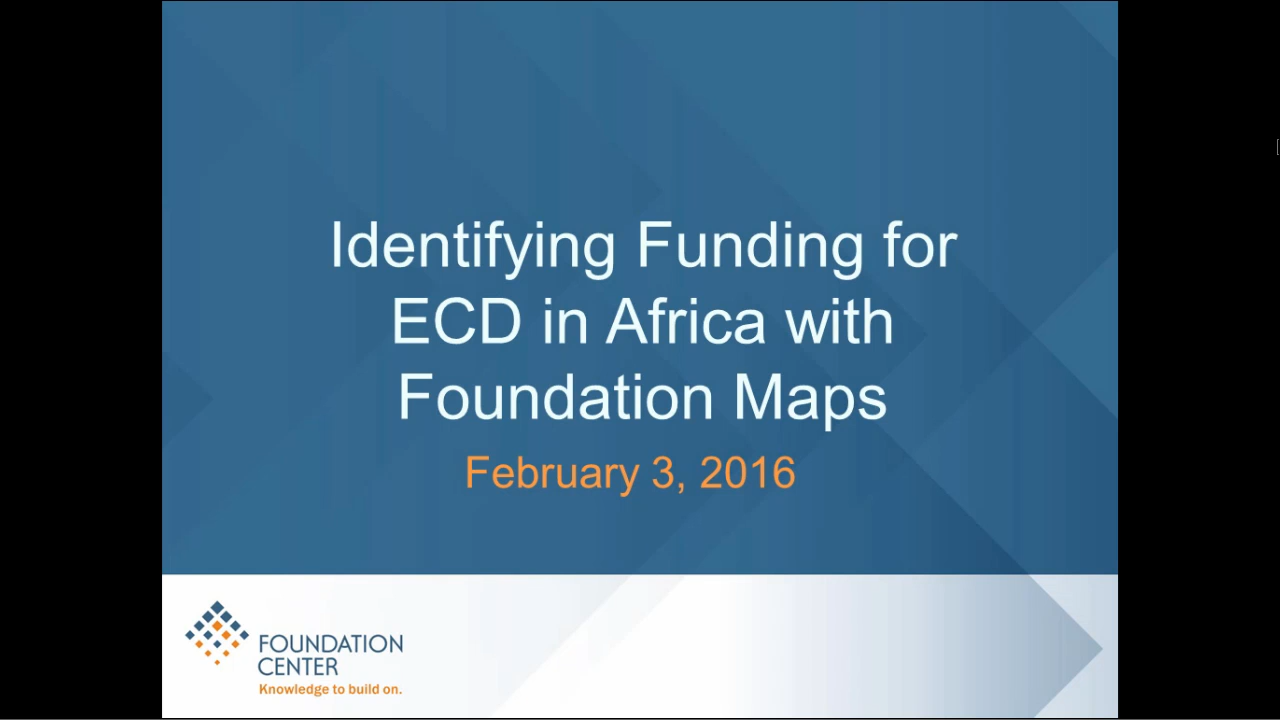 Identifying Funding for
ECD in Africa with
Foundation Maps
February 3, 2016
FOUNDATION
CENTER
Knowledge to build on.